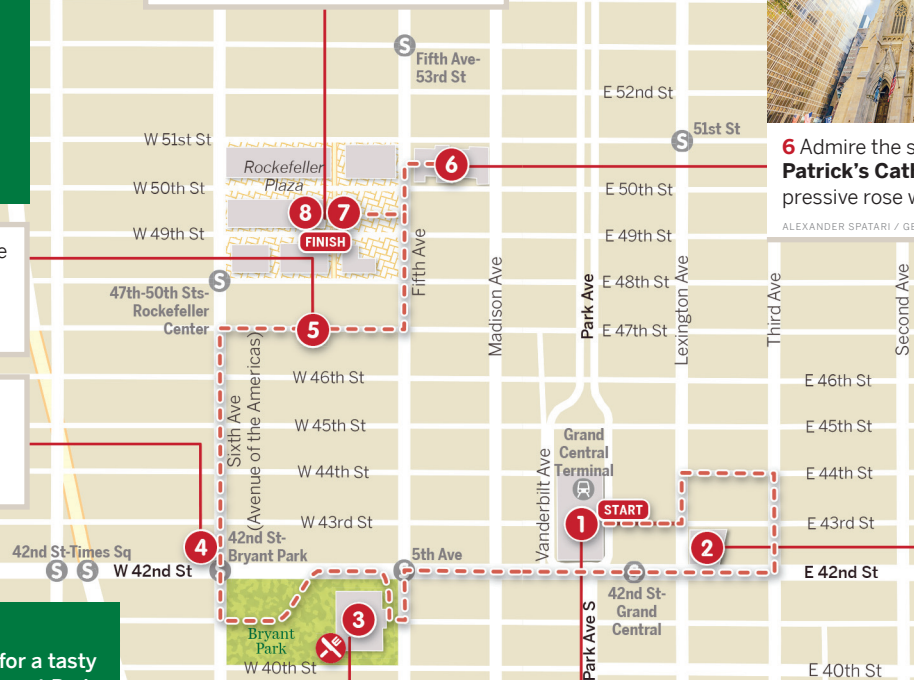 Fifth Ave-
53rd St
E 52nd St
51st St
W 51st St
Rockefeller
Plaza
6
6 Admire the s
Patrick's Cath
pressive rose w
ALEXANDER SPATARI / GE
W 50th St
E 50th St
8
7
FINISH
W 49th St
E 49th St
e
Fifth Ave
Madison Ave
Park Ave
Lexington Ave
Third Ave
Second Ave
E 48th St
47th-50th Sts-
Rockefeller
Center
5
E 47th St
W 46th St
E 46th St
Sixth Ave
(Avenue of the Americas)
W 45th St
E 45th St
Grand
Central
Terminal
W 44th St
E 44th St
Vanderbilt Ave
1
START
W 43rd St
E 43rd St
2
4
42nd St-
Bryant Park
5th Ave
42nd St-Times Sq
W 42nd St
E 42nd St
42nd St-
Grand
Central
3
Bryant
Park
Park Ave S
W 40th St
E 40th St
for a tasty